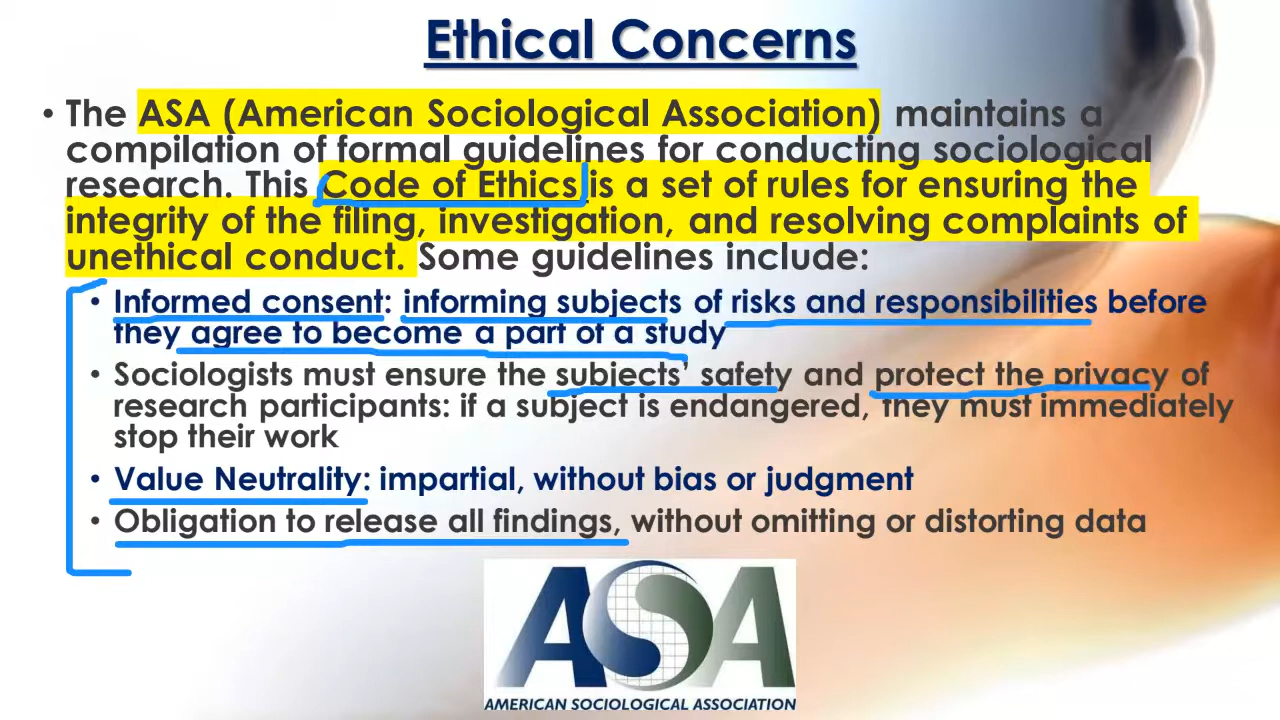 Ethical Concerns
• The ASA (American Sociological Association) maintains a
compilation of formal guidelines for conducting sociological
research. This Code of Ethics is a set of rules for ensuring the
integrity of the filing, investigation, and resolving complaints of
unethical conduct. Some guidelines include:
• Informed consent: informing subjects of risks and responsibilities before
they agree to become a part of a study
• Sociologists must ensure the subjects' safety and protect the privacy of
research participants: if a subject is endangered, they must immediately
stop their work
• Value Neutrality: impartial, without bias or judgment
• Obligation to release all findings, without omitting or distorting data
ASA
AMERICAN SOCIOLOGICAL ASSOCIATION